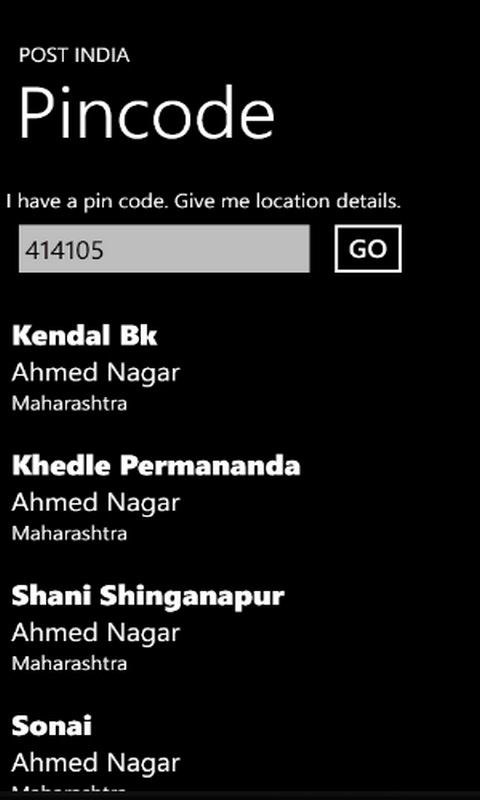 POST INDIA
Pincode
I have a pin code. Give me location details.
414105
GO
Kendal Bk
Ahmed Nagar
Maharashtra
Khedle Permananda
Ahmed Nagar
Maharashtra
Shani Shinganapur
Ahmed Nagar
Maharashtra
Sonai
Ahmed Nagar